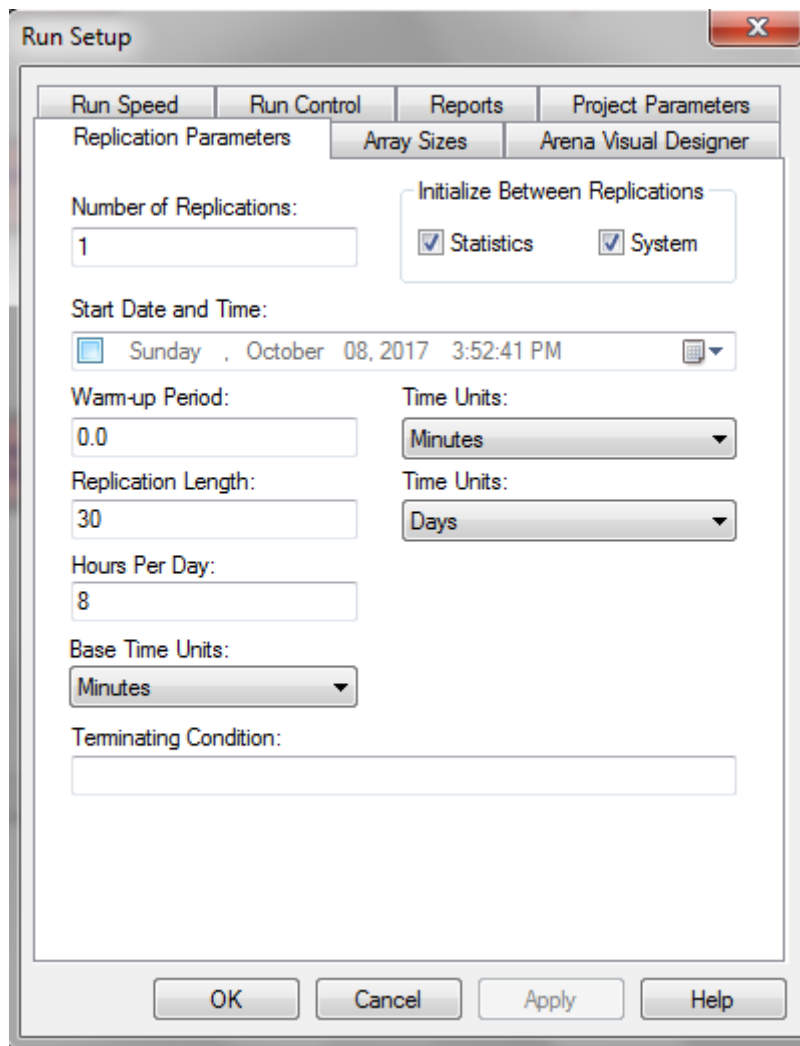 Run Setup
Run Speed Run Control Reports Project Parameters
Replication Parameters Array Sizes Arena Visual Designer
Number of Replications:
1
Initialize Between Replications
Statistics System
Start Date and Time:
Sunday , October 08, 2017 3:52:41 PM
Warm-up Period: Time Units:
0.0 Minutes
Replication Length: Time Units:
30 Days
Hours Per Day:
8
Base Time Units:
Minutes
Terminating Condition:
OK Cancel Apply Help